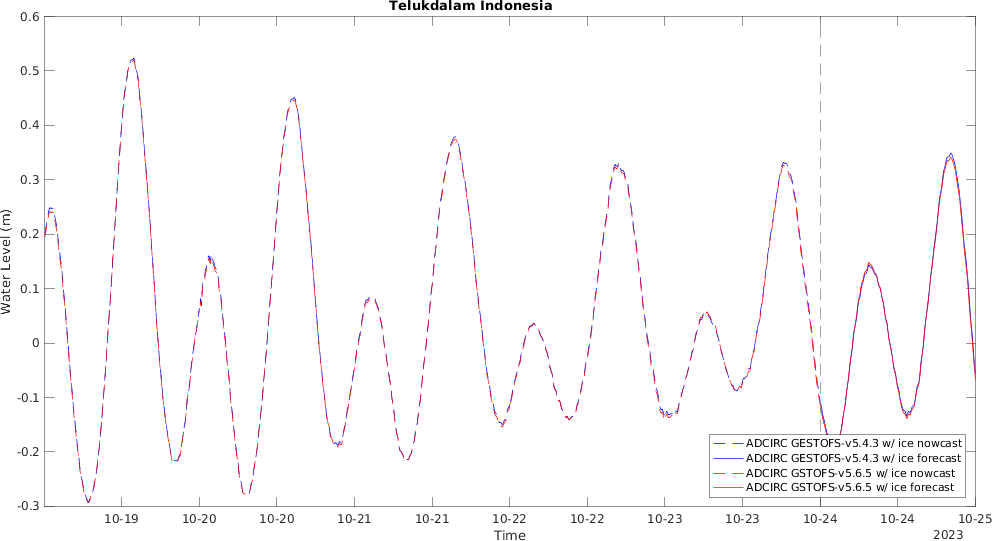 Telukdalam Indonesia
Water Level (m)
0.6
0.5
0.4
0.3
0.2
0.1
0
-0.1
-0.2
-0.3
ADCIRC GESTOFS-v5.4.3 w/ ice nowcast
ADCIRC GESTOFS-v5.4.3 w/ ice forecast
ADCIRC GSTOFS-v5.6.5 w/ ice nowcast
ADCIRC GSTOFS-v5.6.5 w/ ice forecast
10-19 10-20 10-20 10-21 10-21 10-22 10-22 10-23 10-23 10-24 10-24 10-25
Time
2023